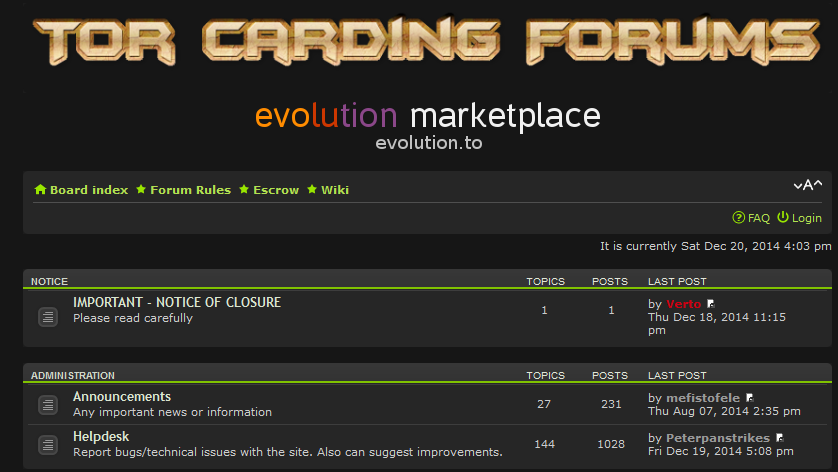 TOR CARDING FORUMS
evolution marketplace
evolution.to
Board index Forum Rules Escrow Wiki
FAQ Login
It is currently Sat Dec 20, 2014 4:03 pm
NOTICE TOPICS POSTS LAST POST
IMPORTANT - NOTICE OF CLOSURE
Please read carefully
1 1
by Verto
Thu Dec 18, 2014 11:15
pm
ADMINISTRATION TOPICS POSTS LAST POST
Announcements
Any important news or information
27 231
by mefistofele
Thu Aug 07, 2014 2:35 pm
Helpdesk
Report bugs/technical issues with the site. Also can suggest improvements.
144 1028
by Peterpanstrikes
Fri Dec 19, 2014 5:08 pm